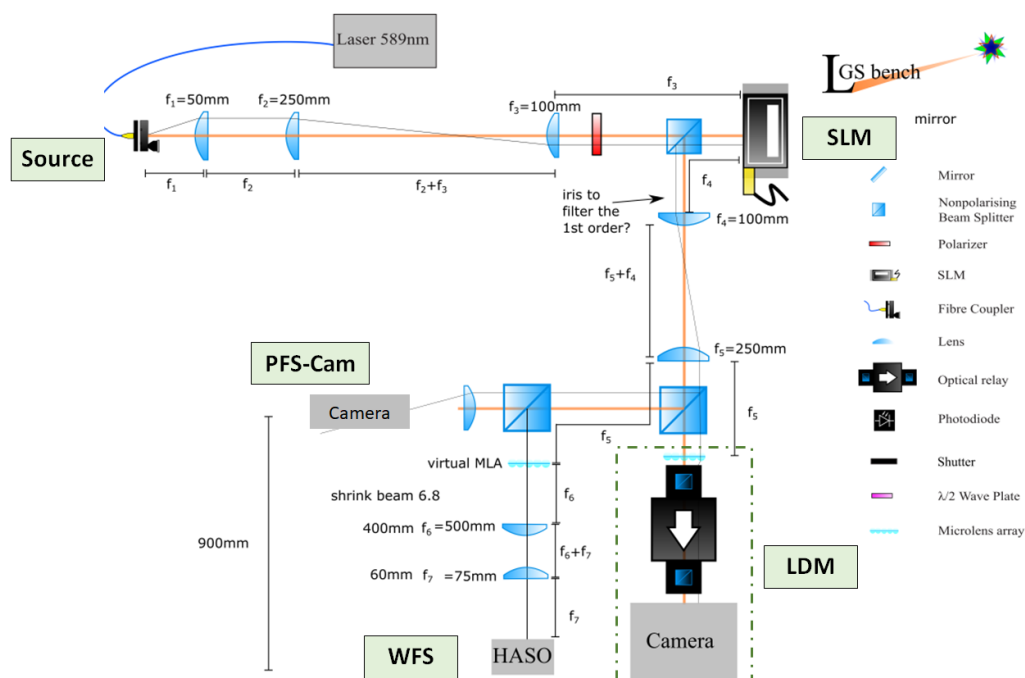 Laser 589nm
LGS bench
f₁=50mm
f₂=250mm
f₃=100mm
f₃
mirror
Source
SLM
f₁
f₂
f₂+f₃
f₄
iris to
filter the
1st order?
f₄=100mm
f₅+f₄
f₅=250mm
PFS-Cam
Camera
f₅
f₅
virtual MLA
shrink beam 6.8
f₆
400mm f₆=500mm
900mm
f₆+f₇
60mm f₇ =75mm
f₇
LDM
WFS
HASO
Camera
Mirror
Nonpolarising
Beam Splitter
Polarizer
SLM
Fibre Coupler
Lens
Optical relay
Photodiode
Shutter
λ/2 Wave Plate
Microlens array